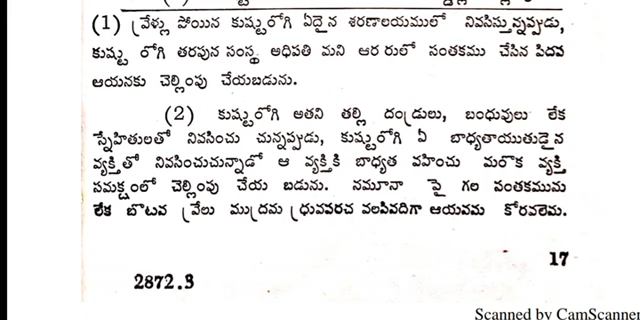 (1) వ్రేళ్లు పోయిన కుష్టురోగి ఏదైన శరణాలయములో నివసిస్తున్నప్పుడు,
కుష్టు రోగి తరపున సంస్థ అధిపతి మని ఆర రులో సంతకము చేసిన పిదప
ఆయనకు చెల్లింపు చేయబడును.
(2) కుష్టురోగి అతని తల్లి దండ్రులు, బంధువులు లేక
స్నేహితులతో నివసించు చున్నప్పుడు, కుష్టురోగి ఏ బాధ్యతాయుతుడైన
వ్యక్తితో నివసించుచున్నాడో ఆ వ్యక్తికి బాధ్యత వహించు మరొక వ్యక్తి
సమక్షంలో చెల్లింపు చేయ బడును. నమూనా పై గల సంతకమును
లేక బొటన వ్రేలు ముద్రను ధ్రువపరచ వలసినదిగా ఆయనను కోరవలెను.
17
2872.3
Scanned by CamScanner